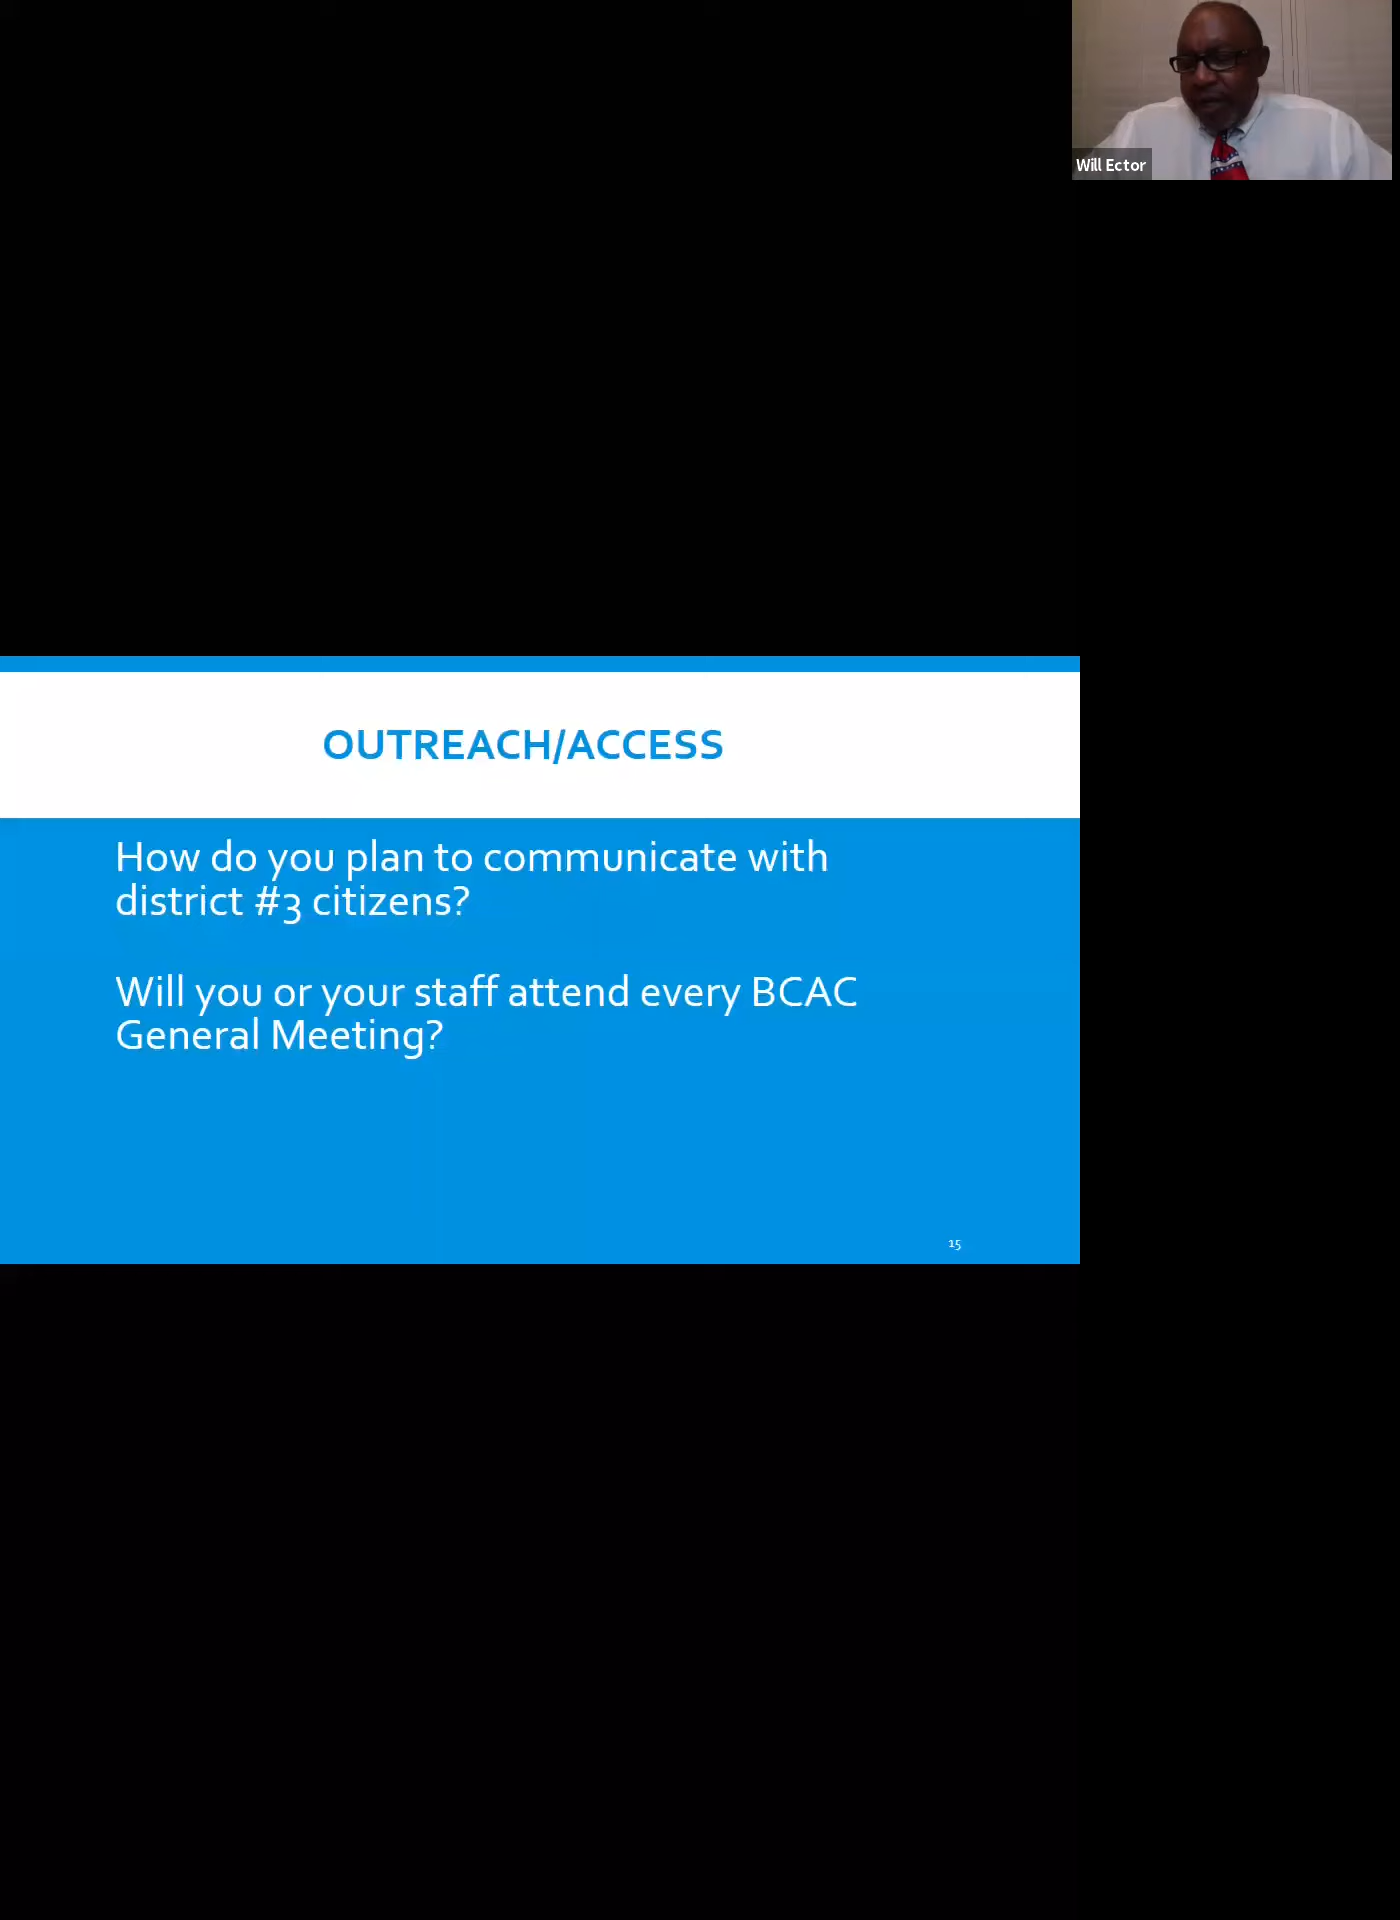 Will Ector
OUTREACH/ACCESS
How do you plan to communicate with
district #3 citizens?
Will you or your staff attend every BCAC
General Meeting?
15